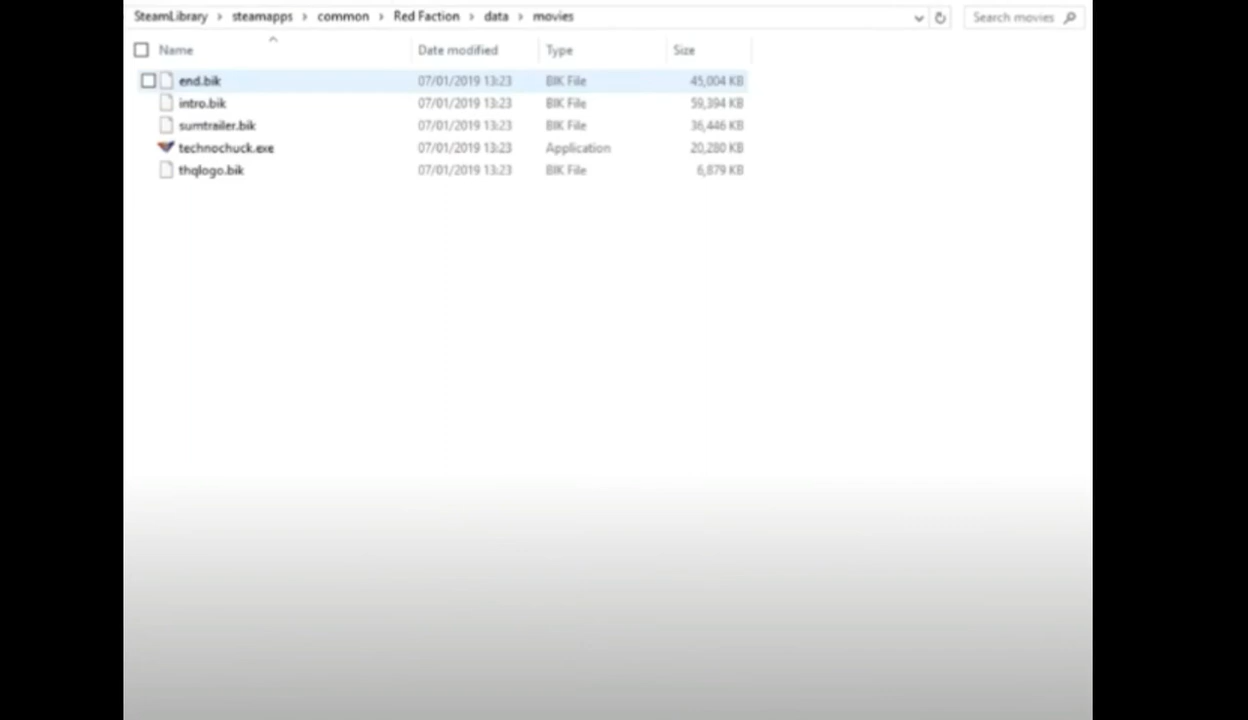 SteamLibrary > steamapps > common > Red Faction > data > movies Search movies
Name Date modified Type Size
end.bik 07/01/2019 13:23 BIK File 45,004 KB
intro.bik 07/01/2019 13:23 BIK File 59,394 KB
sumtrailer.bik 07/01/2019 13:23 BIK File 36,446 KB
technochuck.exe 07/01/2019 13:23 Application 20,280 KB
thqlogo.bik 07/01/2019 13:23 BIK File 6,879 KB